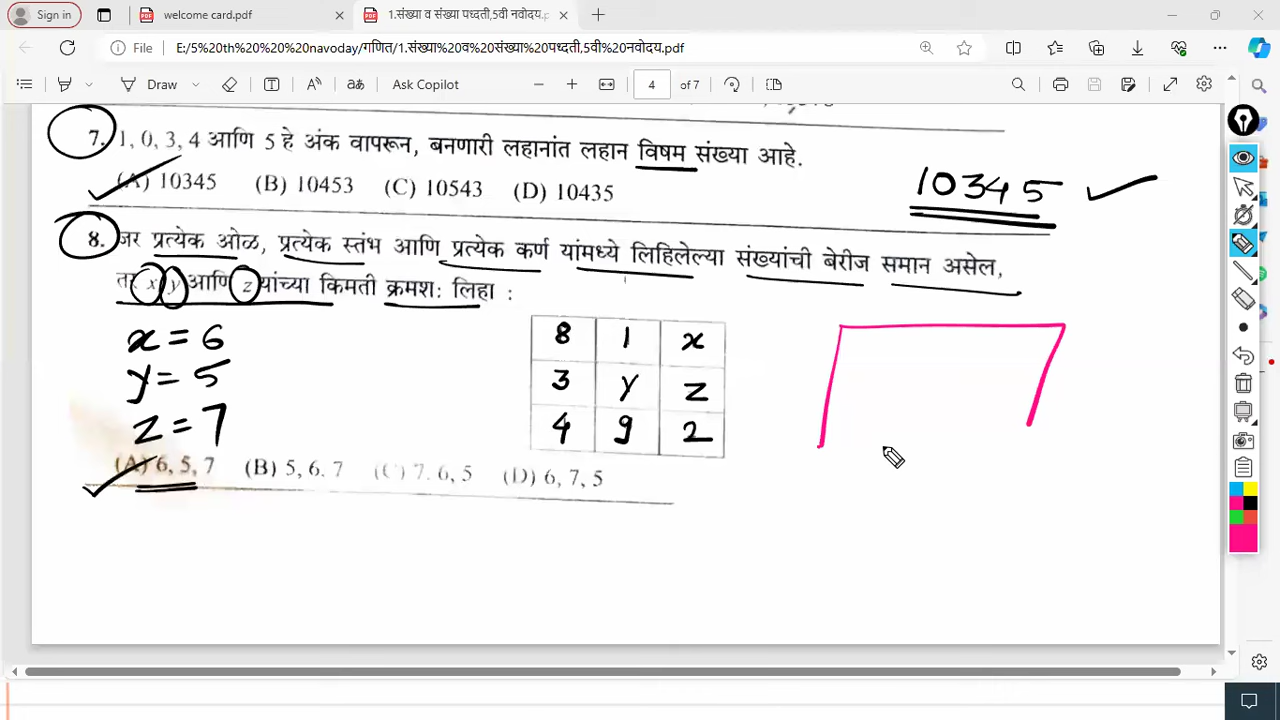 Sign in
welcome card.pdf
1.संख्या व संख्या पध्दती,5वी नवोदय.p
File E:/5%20th%20%20%20navoday/गणित/1.संख्या%20व%20संख्या%20पध्दती,5वी%20नवोदय.pdf
Draw
aあ
Ask Copilot
4 of 7
7. 1, 0, 3, 4 आणि 5 हे अंक वापरून, बनणारी लहानांत लहान विषम संख्या आहे.
(A) 10345 (B) 10453 (C) 10543 (D) 10435
10345
8. जर प्रत्येक ओळ, प्रत्येक स्तंभ आणि प्रत्येक कर्ण यांमध्ये लिहिलेल्या संख्यांची बेरीज समान असेल,
तर x y आणि z यांच्या किमती क्रमशः लिहा :
x = 6
y = 5
z = 7
8 1 x
3 y z
4 9 2
(A) 6, 5, 7 (B) 5, 6. 7 (C) 7. 6, 5 (D) 6, 7, 5